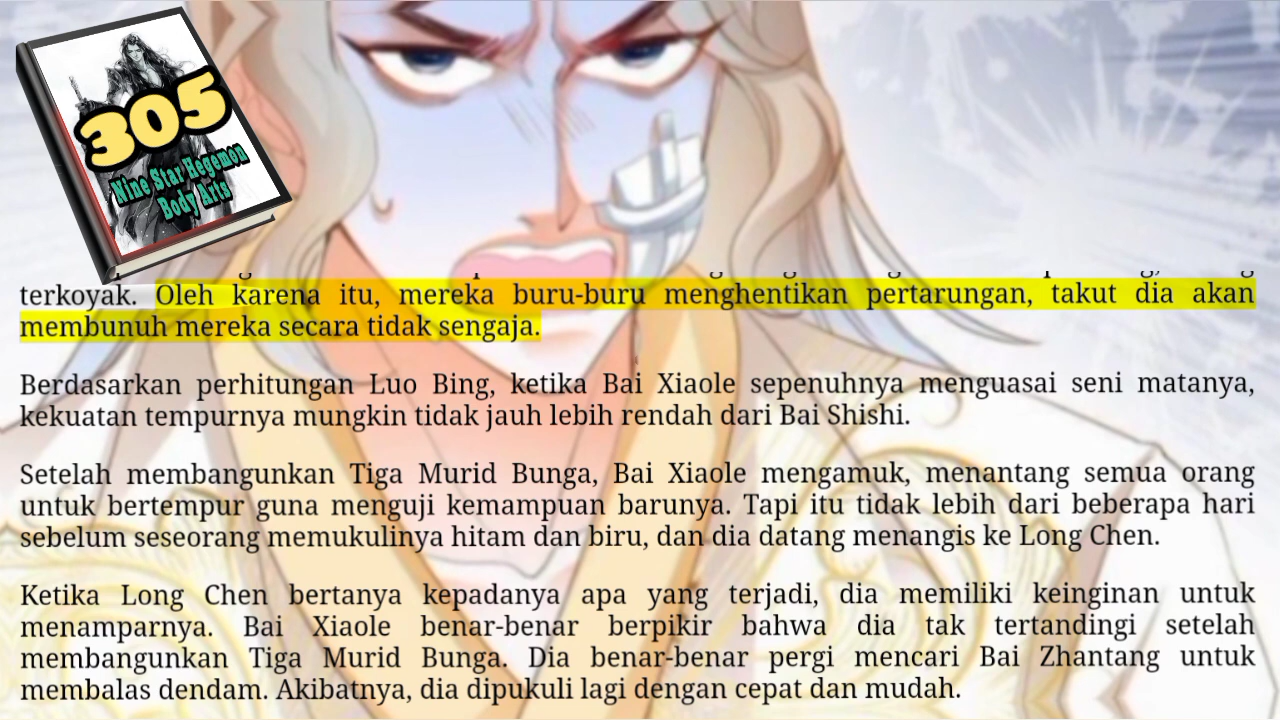 305
Nine Star Hegemon
Body Arts
terkoyak. Oleh karena itu, mereka buru-buru menghentikan pertarungan, takut dia akan
membunuh mereka secara tidak sengaja.
Berdasarkan perhitungan Luo Bing, ketika Bai Xiaole sepenuhnya menguasai seni matanya,
kekuatan tempurnya mungkin tidak jauh lebih rendah dari Bai Shishi.
Setelah membangunkan Tiga Murid Bunga, Bai Xiaole mengamuk, menantang semua orang
untuk bertempur guna menguji kemampuan barunya. Tapi itu tidak lebih dari beberapa hari
sebelum seseorang memukulinya hitam dan biru, dan dia datang menangis ke Long Chen.
Ketika Long Chen bertanya kepadanya apa yang terjadi, dia memiliki keinginan untuk
menamparnya. Bai Xiaole benar-benar berpikir bahwa dia tak tertandingi setelah
membangunkan Tiga Murid Bunga. Dia benar-benar pergi mencari Bai Zhantang untuk
membalas dendam. Akibatnya, dia dipukuli lagi dengan cepat dan mudah.